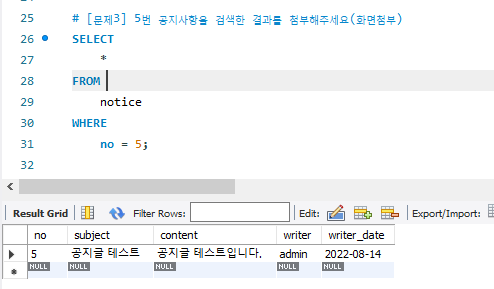 25 # [문제3] 5번 공지사항을 검색한 결과를 첨부해주세요(화면첨부)
26 SELECT
27 *
28 FROM
29 notice
30 WHERE
31 no = 5;
32
Result Grid Filter Rows: Edit: Export/Import:
no subject content writer writer_date
5 공지글 테스트 공지글 테스트입니다. admin 2022-08-14
NULL NULL NULL NULL NULL